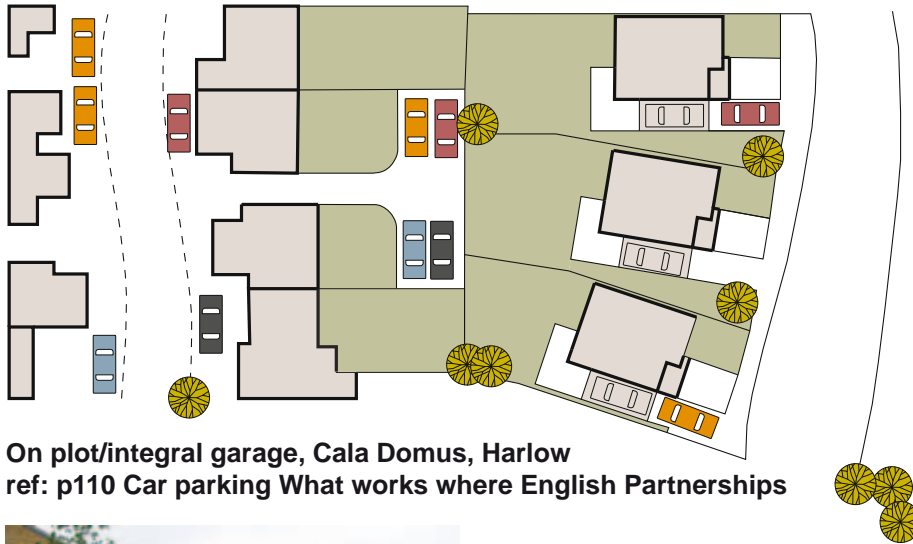 On plot/integral garage, Cala Domus, Harlow
ref: p110 Car parking What works where English Partnerships